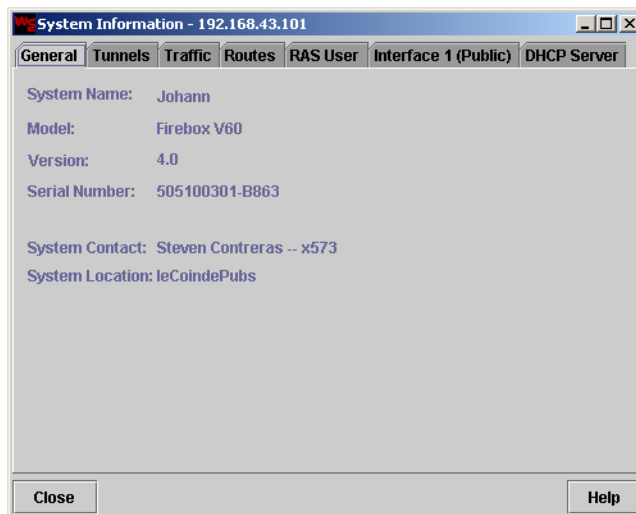 System Information - 192.168.43.101
General Tunnels Traffic Routes RAS User Interface 1 (Public) DHCP Server
System Name: Johann
Model: Firebox V60
Version: 4.0
Serial Number: 505100301-B863
System Contact: Steven Contreras -- x573
System Location: leCoindePubs
Close Help